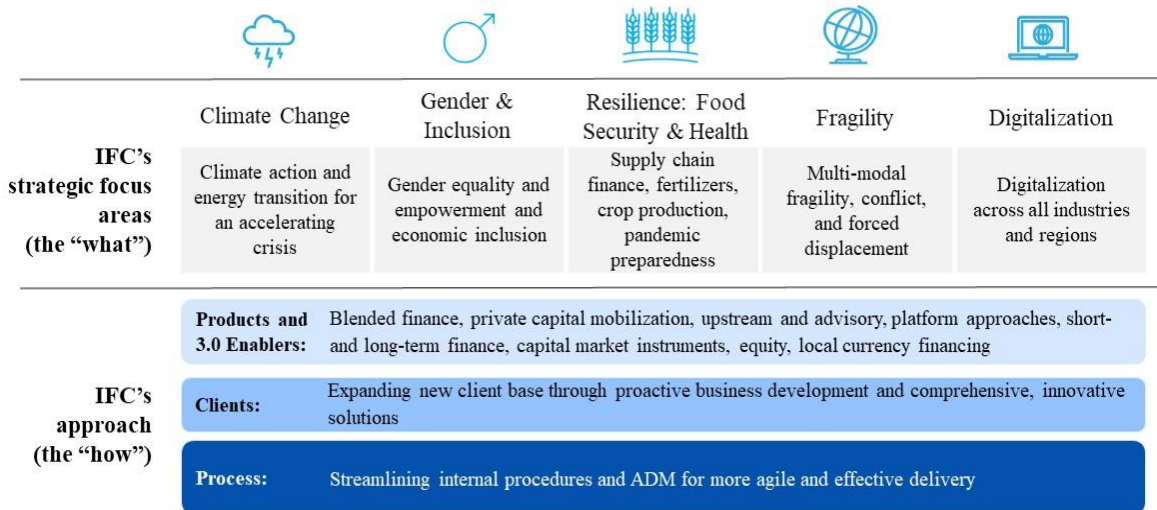 Climate Change
Gender &
Inclusion
Resilience: Food
Security & Health
Fragility
Digitalization
IFC’s
strategic focus
areas
(the “what”)
Climate action and
energy transition for
an accelerating
crisis
Gender equality and
empowerment and
economic inclusion
Supply chain
finance, fertilizers,
crop production,
pandemic
preparedness
Multi-modal
fragility, conflict,
and forced
displacement
Digitalization
across all industries
and regions
IFC’s
approach
(the “how”)
Products and
3.0 Enablers:
Blended finance, private capital mobilization, upstream and advisory, platform approaches, short-
and long-term finance, capital market instruments, equity, local currency financing
Clients:
Expanding new client base through proactive business development and comprehensive, innovative
solutions
Process:
Streamlining internal procedures and ADM for more agile and effective delivery